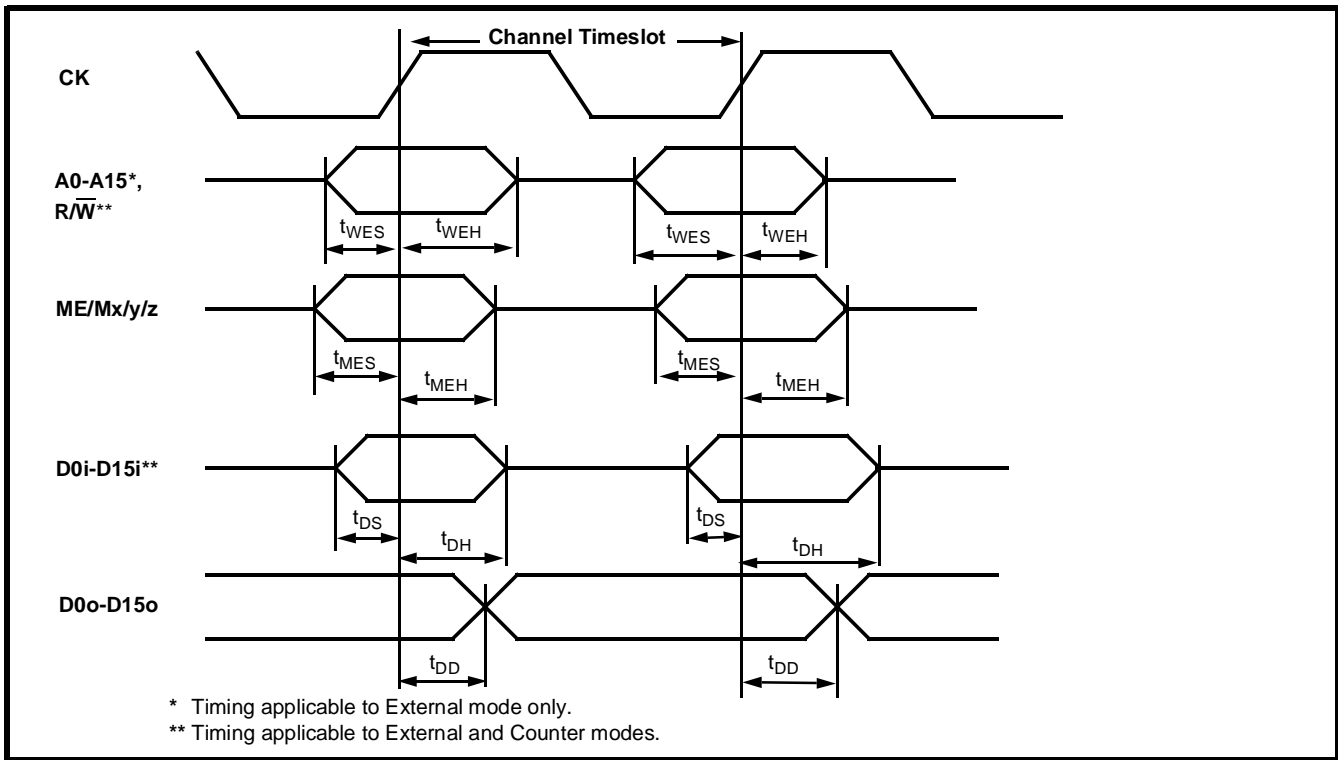 Channel Timeslot
CK
A0-A15*,
R/W̅**
tWES tWEH tWES tWEH
ME/Mx/y/z
tMES tMEH tMES tMEH
D0i-D15i**
tDS tDH tDS tDH
D0o-D15o
tDD tDD
* Timing applicable to External mode only.
** Timing applicable to External and Counter modes.